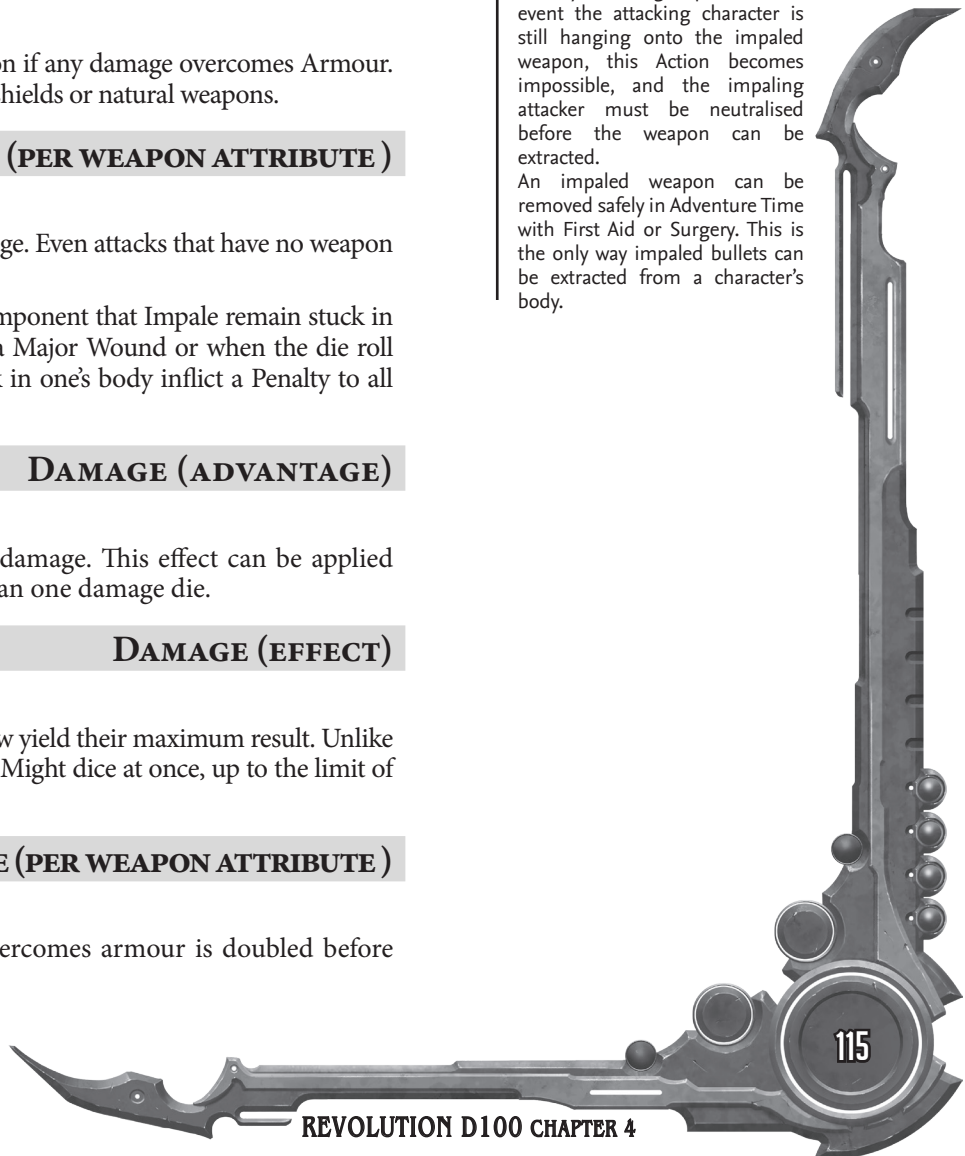 on if any damage overcomes Armour.
hields or natural weapons.
(PER WEAPON ATTRIBUTE )
ge. Even attacks that have no weapon
mponent that Impale remain stuck in
a Major Wound or when the die roll
k in one's body inflict a Penalty to all
DAMAGE (ADVANTAGE)
damage. This effect can be applied
an one damage die.
DAMAGE (EFFECT)
w yield their maximum result. Unlike
Might dice at once, up to the limit of
E (PER WEAPON ATTRIBUTE )
vercomes armour is doubled before
event the attacking character is
still hanging onto the impaled
weapon, this Action becomes
impossible, and the impaling
attacker must be neutralised
before the weapon can be
extracted.
An impaled weapon can be
removed safely in Adventure Time
with First Aid or Surgery. This is
the only way impaled bullets can
be extracted from a character's
body.
115
REVOLUTION D100 CHAPTER 4